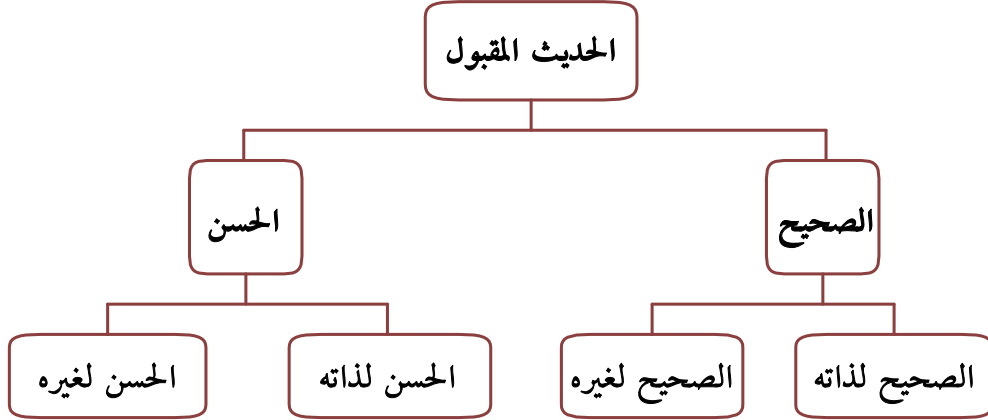 الحديث المقبول
الصحيح
الحسن
الصحيح لذاته
الصحيح لغيره
الحسن لذاته
الحسن لغيره